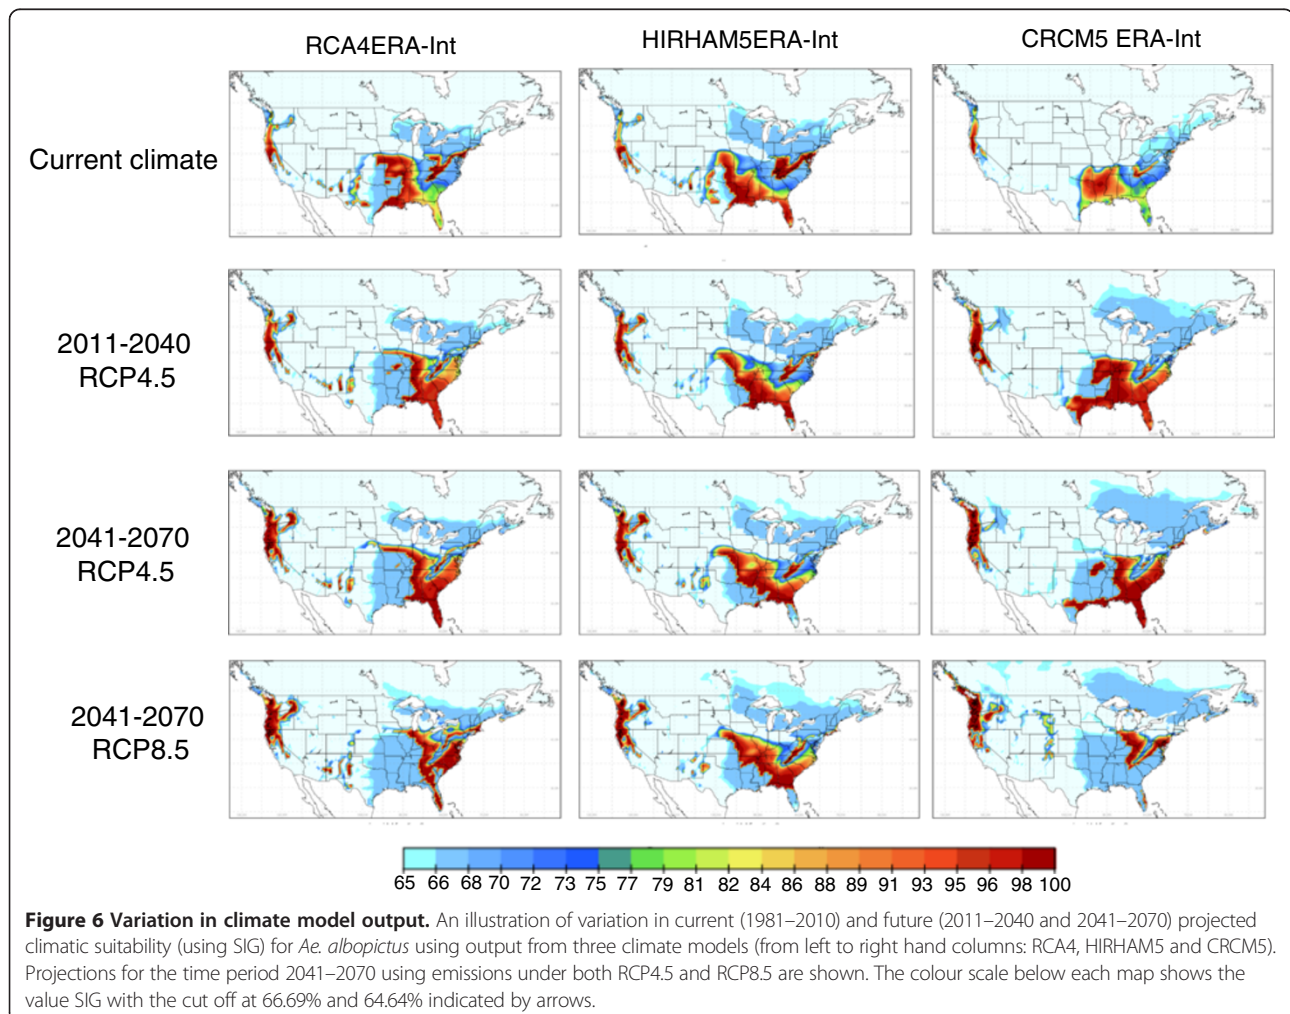 RCA4ERA-Int
HIRHAM5ERA-Int
CRCM5 ERA-Int
Current climate
2011-2040
RCP4.5
2041-2070
RCP4.5
2041-2070
RCP8.5
65 66 68 70 72 73 75 77 79 81 82 84 86 88 89 91 93 95 96 98 100
Figure 6 Variation in climate model output. An illustration of variation in current (1981–2010) and future (2011–2040 and 2041–2070) projected
climatic suitability (using SIG) for Ae. albopictus using output from three climate models (from left to right hand columns: RCA4, HIRHAM5 and CRCM5).
Projections for the time period 2041–2070 using emissions under both RCP4.5 and RCP8.5 are shown. The colour scale below each map shows the
value SIG with the cut off at 66.69% and 64.64% indicated by arrows.